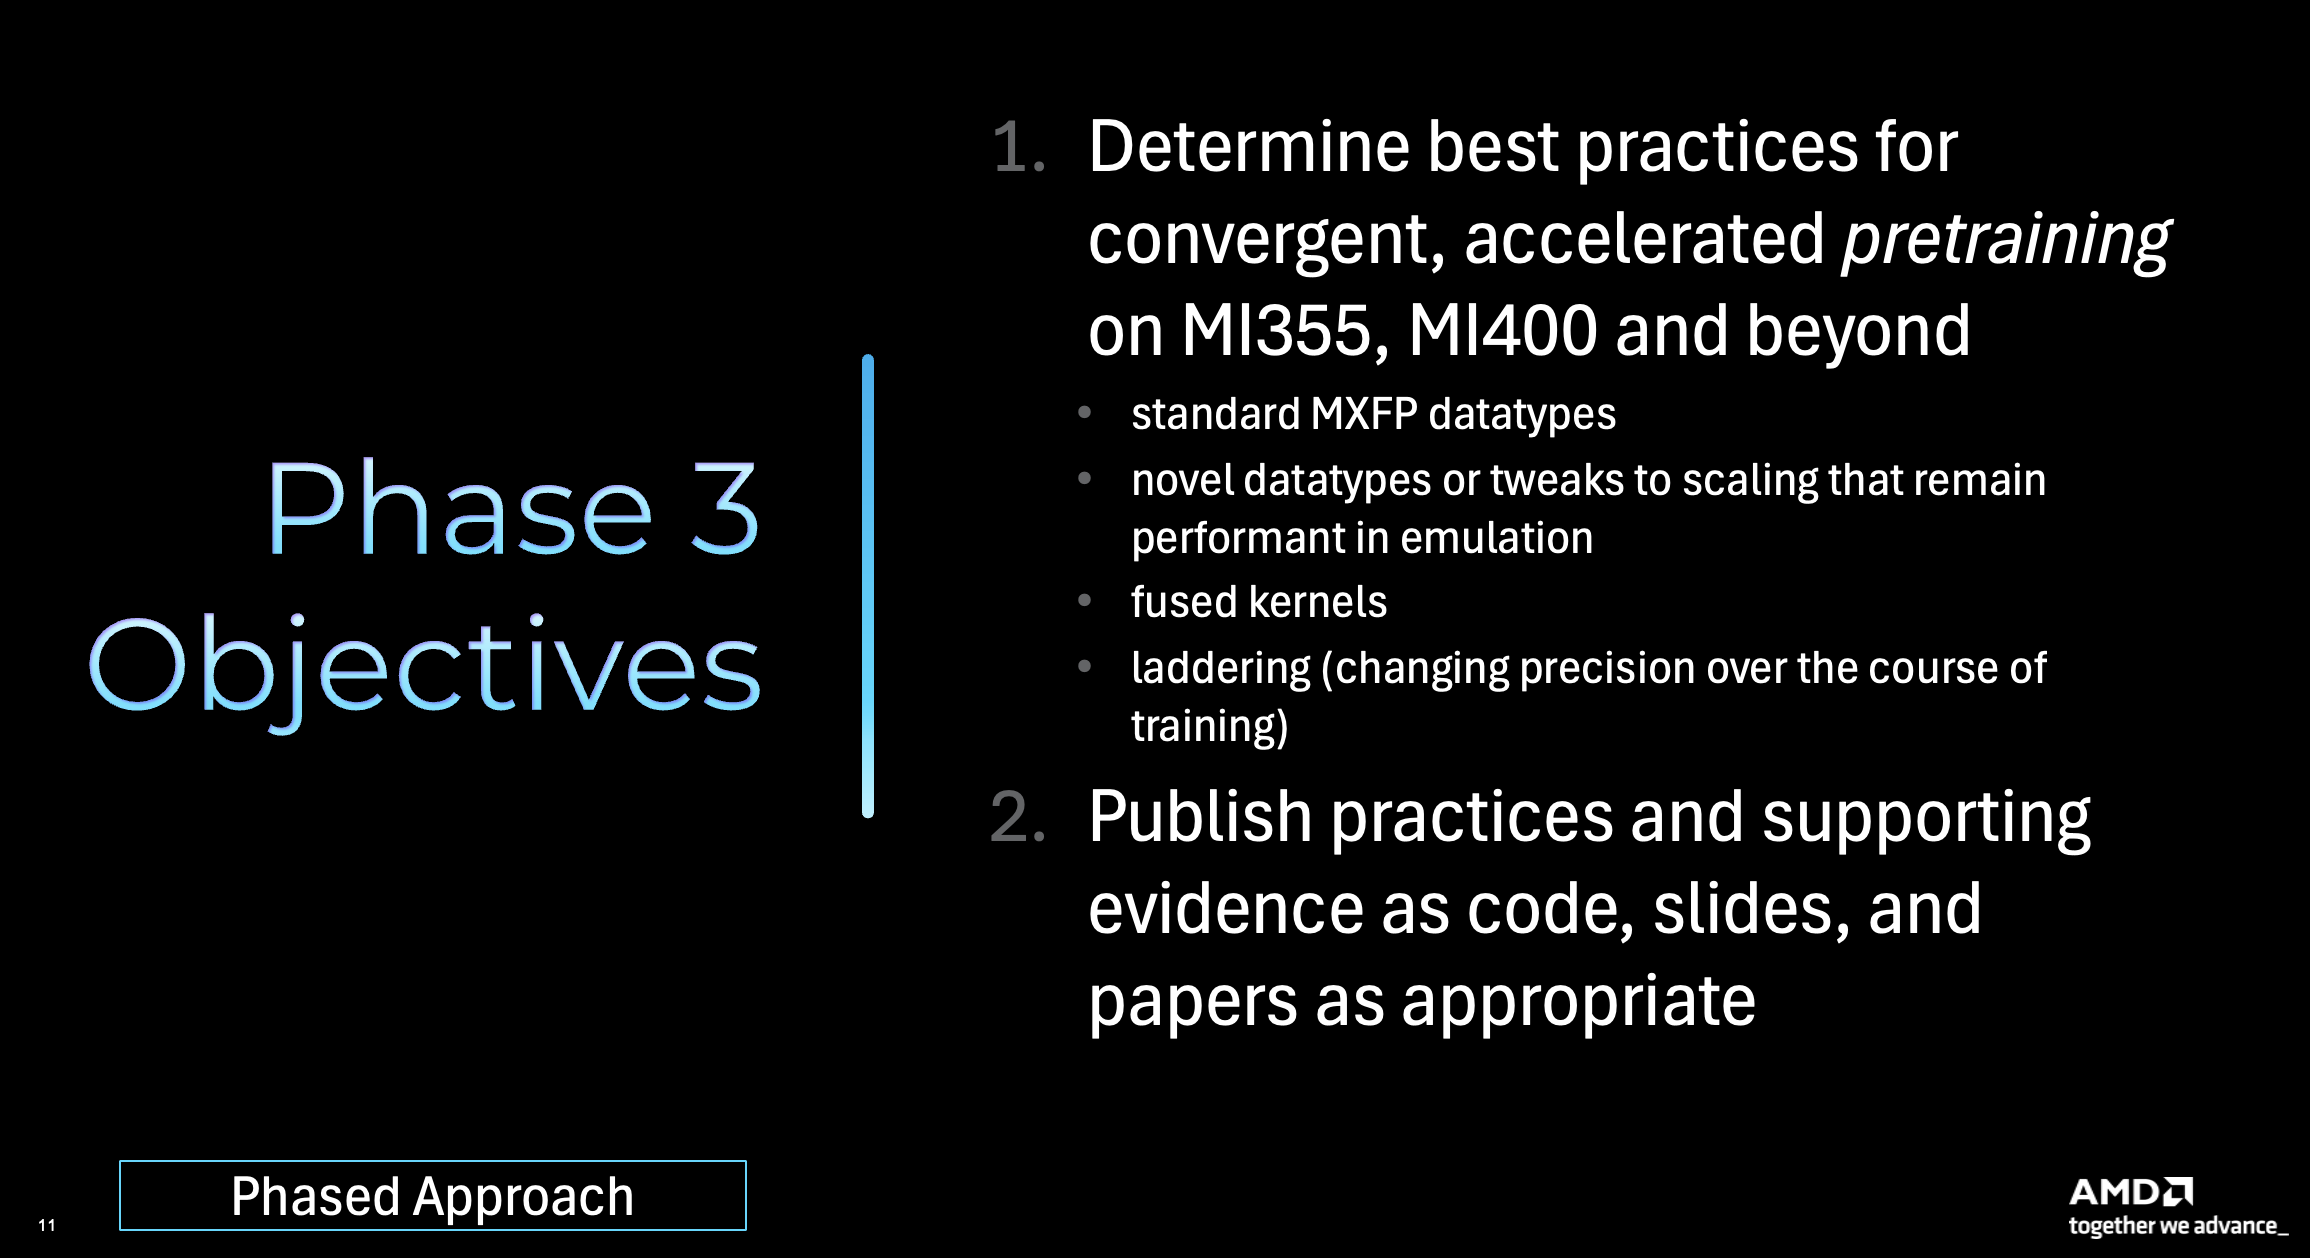 Phase 3
Objectives
1. Determine best practices for
convergent, accelerated pretraining
on MI355, MI400 and beyond
• standard MXFP datatypes
• novel datatypes or tweaks to scaling that remain
performant in emulation
• fused kernels
• laddering (changing precision over the course of
training)
2. Publish practices and supporting
evidence as code, slides, and
papers as appropriate
Phased Approach
11
AMD
together we advance_